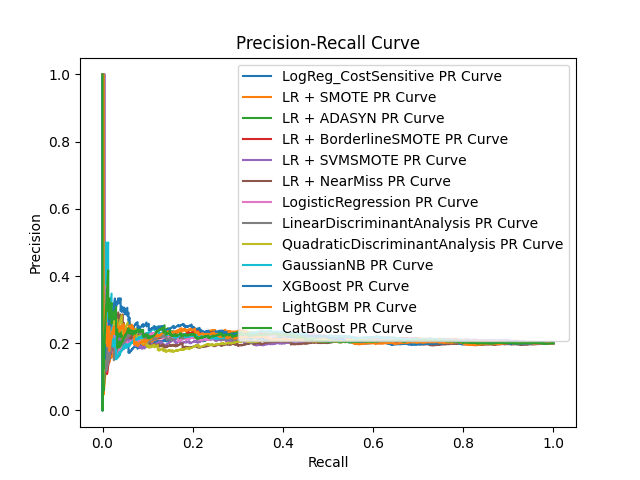 Precision-Recall Curve
LogReg_CostSensitive PR Curve
LR + SMOTE PR Curve
LR + ADASYN PR Curve
LR + BorderlineSMOTE PR Curve
LR + SVMSMOTE PR Curve
LR + NearMiss PR Curve
LogisticRegression PR Curve
LinearDiscriminantAnalysis PR Curve
QuadraticDiscriminantAnalysis PR Curve
GaussianNB PR Curve
XGBoost PR Curve
LightGBM PR Curve
CatBoost PR Curve
Precision
1.0
0.8
0.6
0.4
0.2
0.0
0.0 0.2 0.4 0.6 0.8 1.0
Recall